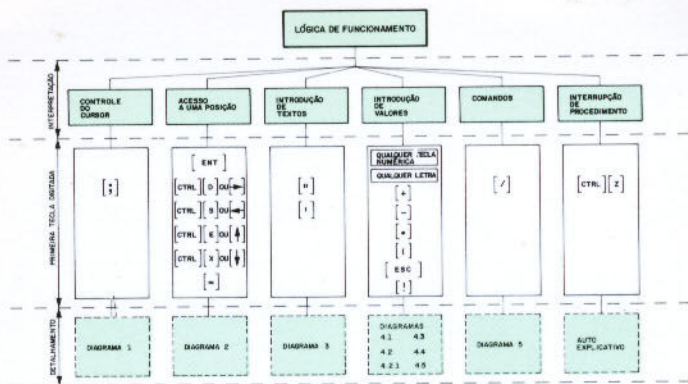 LÓGICA DE FUNCIONAMENTO
INTERPRETAÇÃO
CONTROLE
DO
CURSOR
ACESSO
A UMA POSIÇÃO
INTRODUÇÃO
DE
TEXTOS
INTRODUÇÃO
DE
VALORES
COMANDOS
INTERRUPÇÃO
DE
PROCEDIMENTO
PRIMEIRA TECLA DIGITADA
[;]
[ENT]
[CTRL][D]OU[→]
[CTRL][S]OU[←]
[CTRL][E]OU[↑]
[CTRL][X]OU[↓]
[=]
["]
[']
QUALQUER TECLA
NUMÉRICA
QUALQUER LETRA
[+]
[-]
[(]
[ESC]
[!]
[/]
[CTRL][Z]
DETALHAMENTO
DIAGRAMA 1
DIAGRAMA 2
DIAGRAMA 3
DIAGRAMAS
4.1 4.3
4.2 4.4
4.2.1 4.5
DIAGRAMA 5
AUTO
EXPLICATIVO